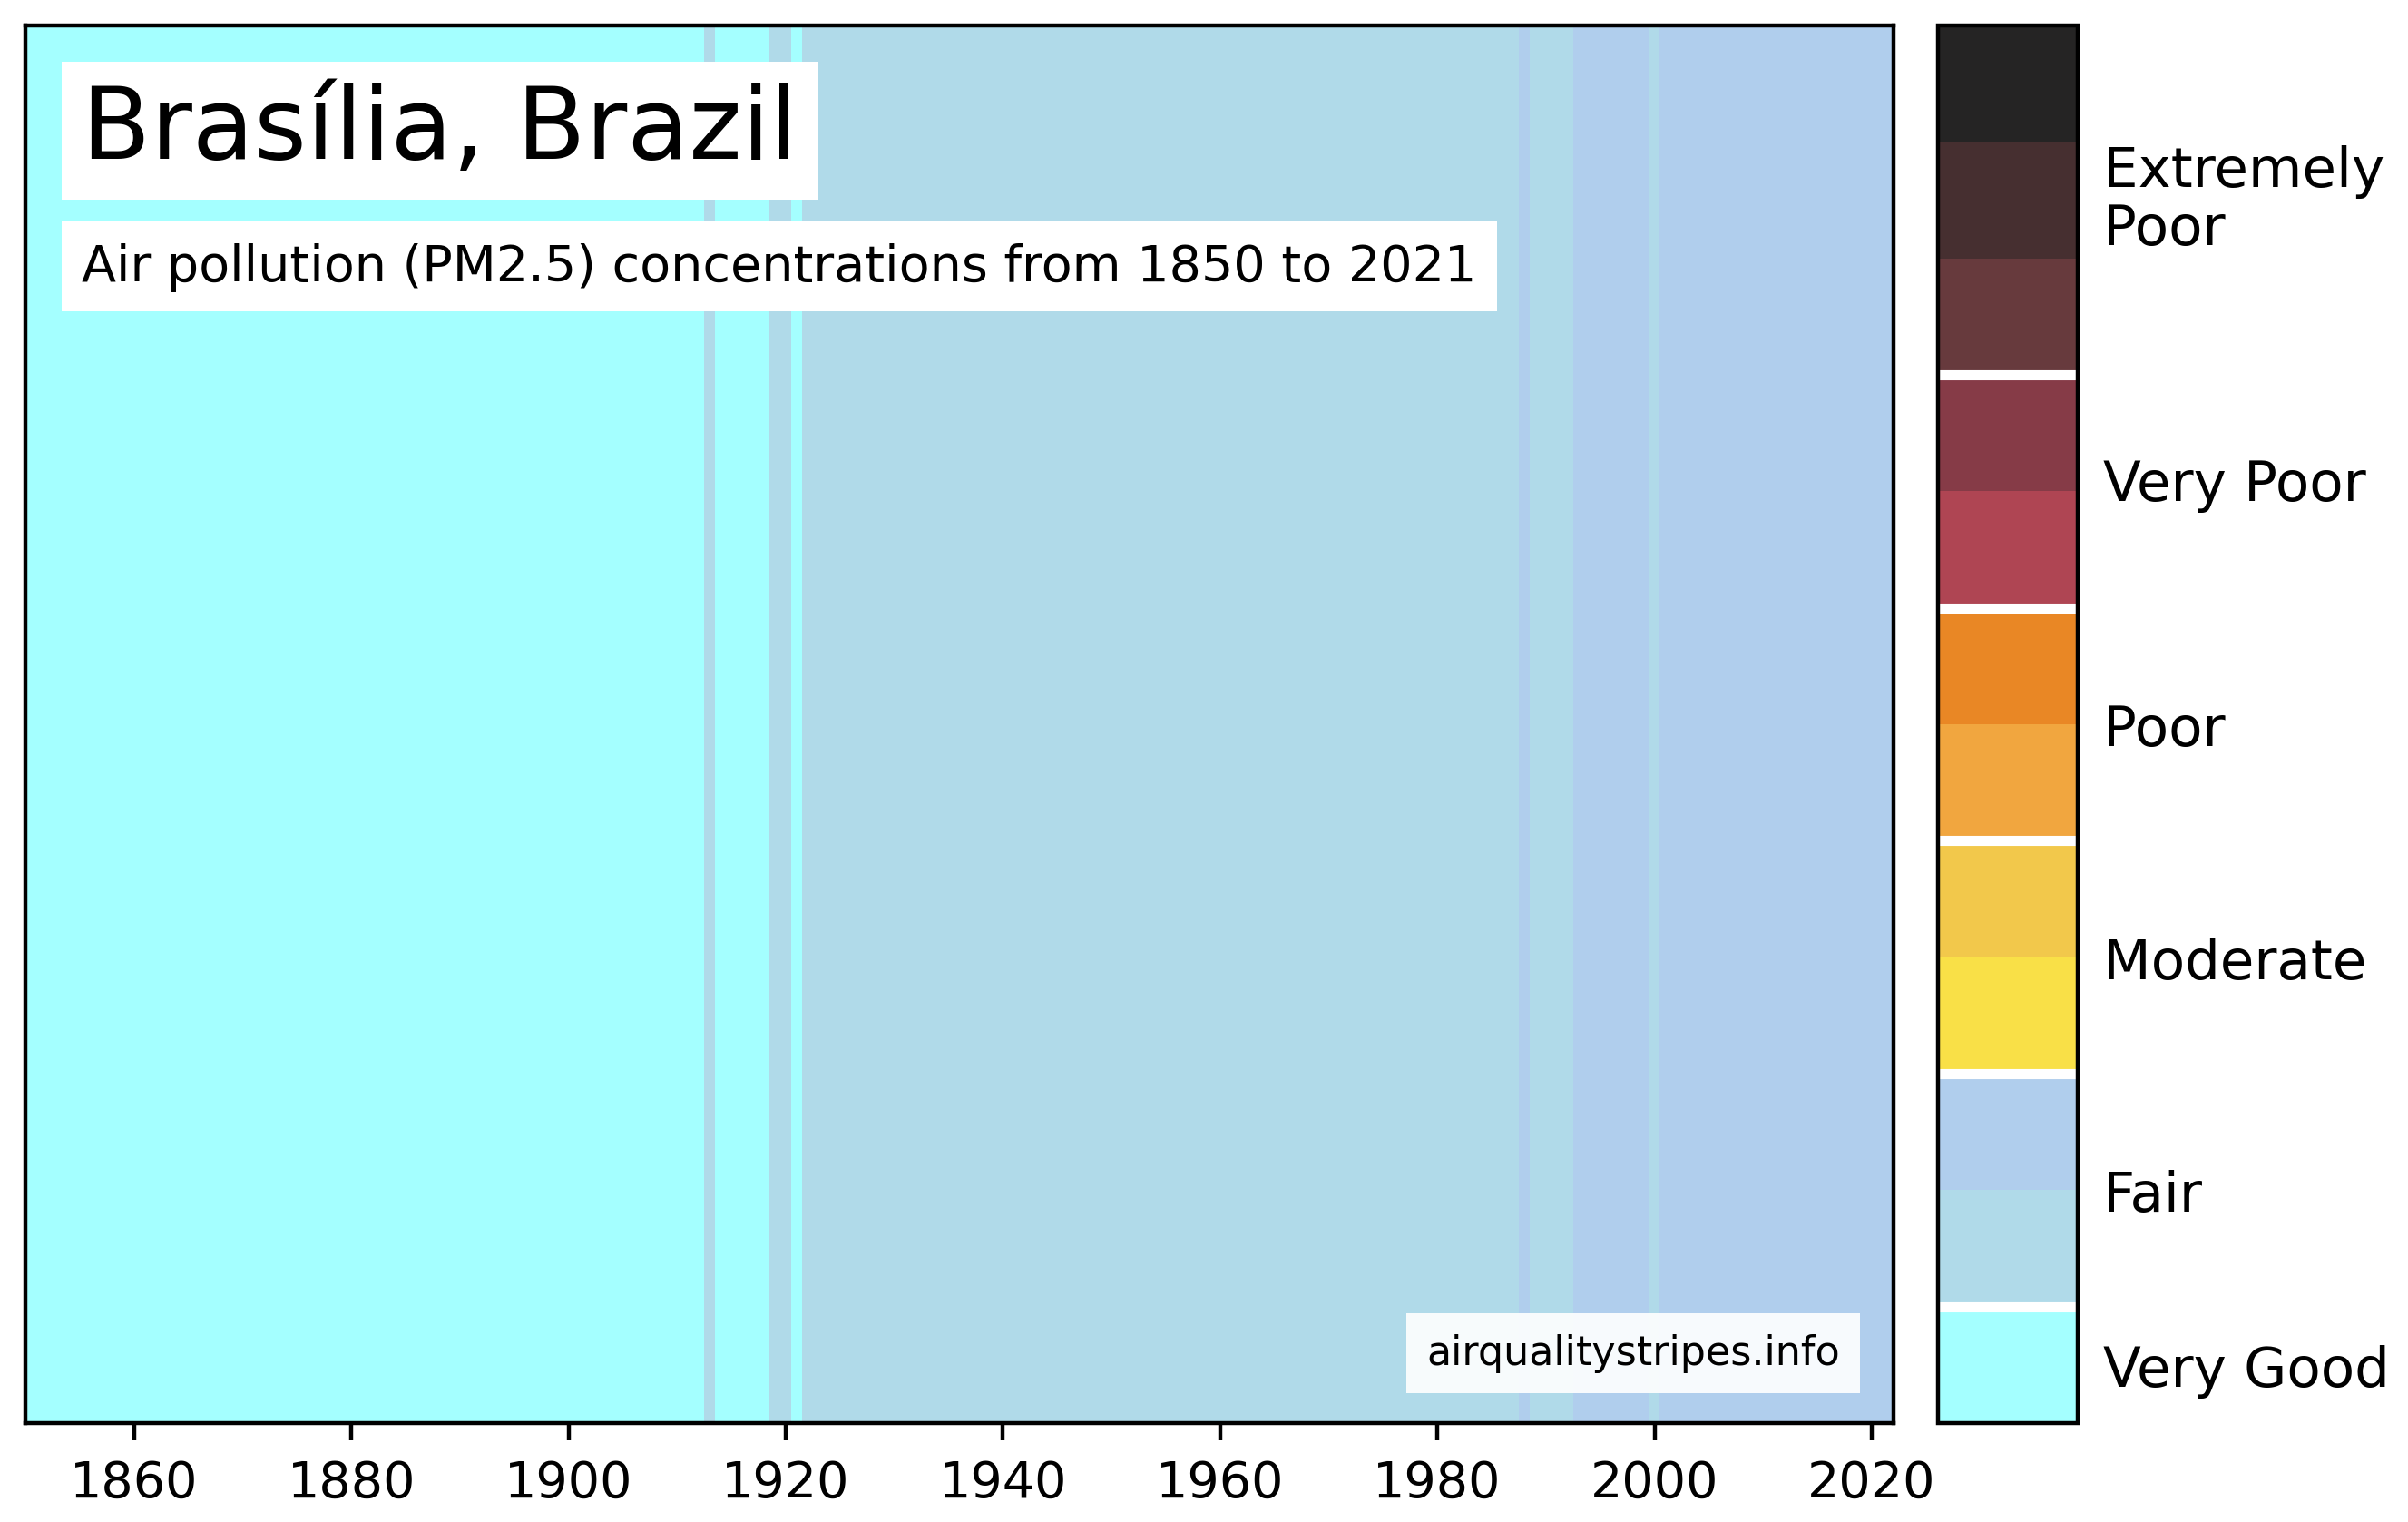 Brasília, Brazil
Air pollution (PM2.5) concentrations from 1850 to 2021
Extremely
Poor
Very Poor
Poor
Moderate
Fair
Very Good
airqualitystripes.info
1860 1880 1900 1920 1940 1960 1980 2000 2020